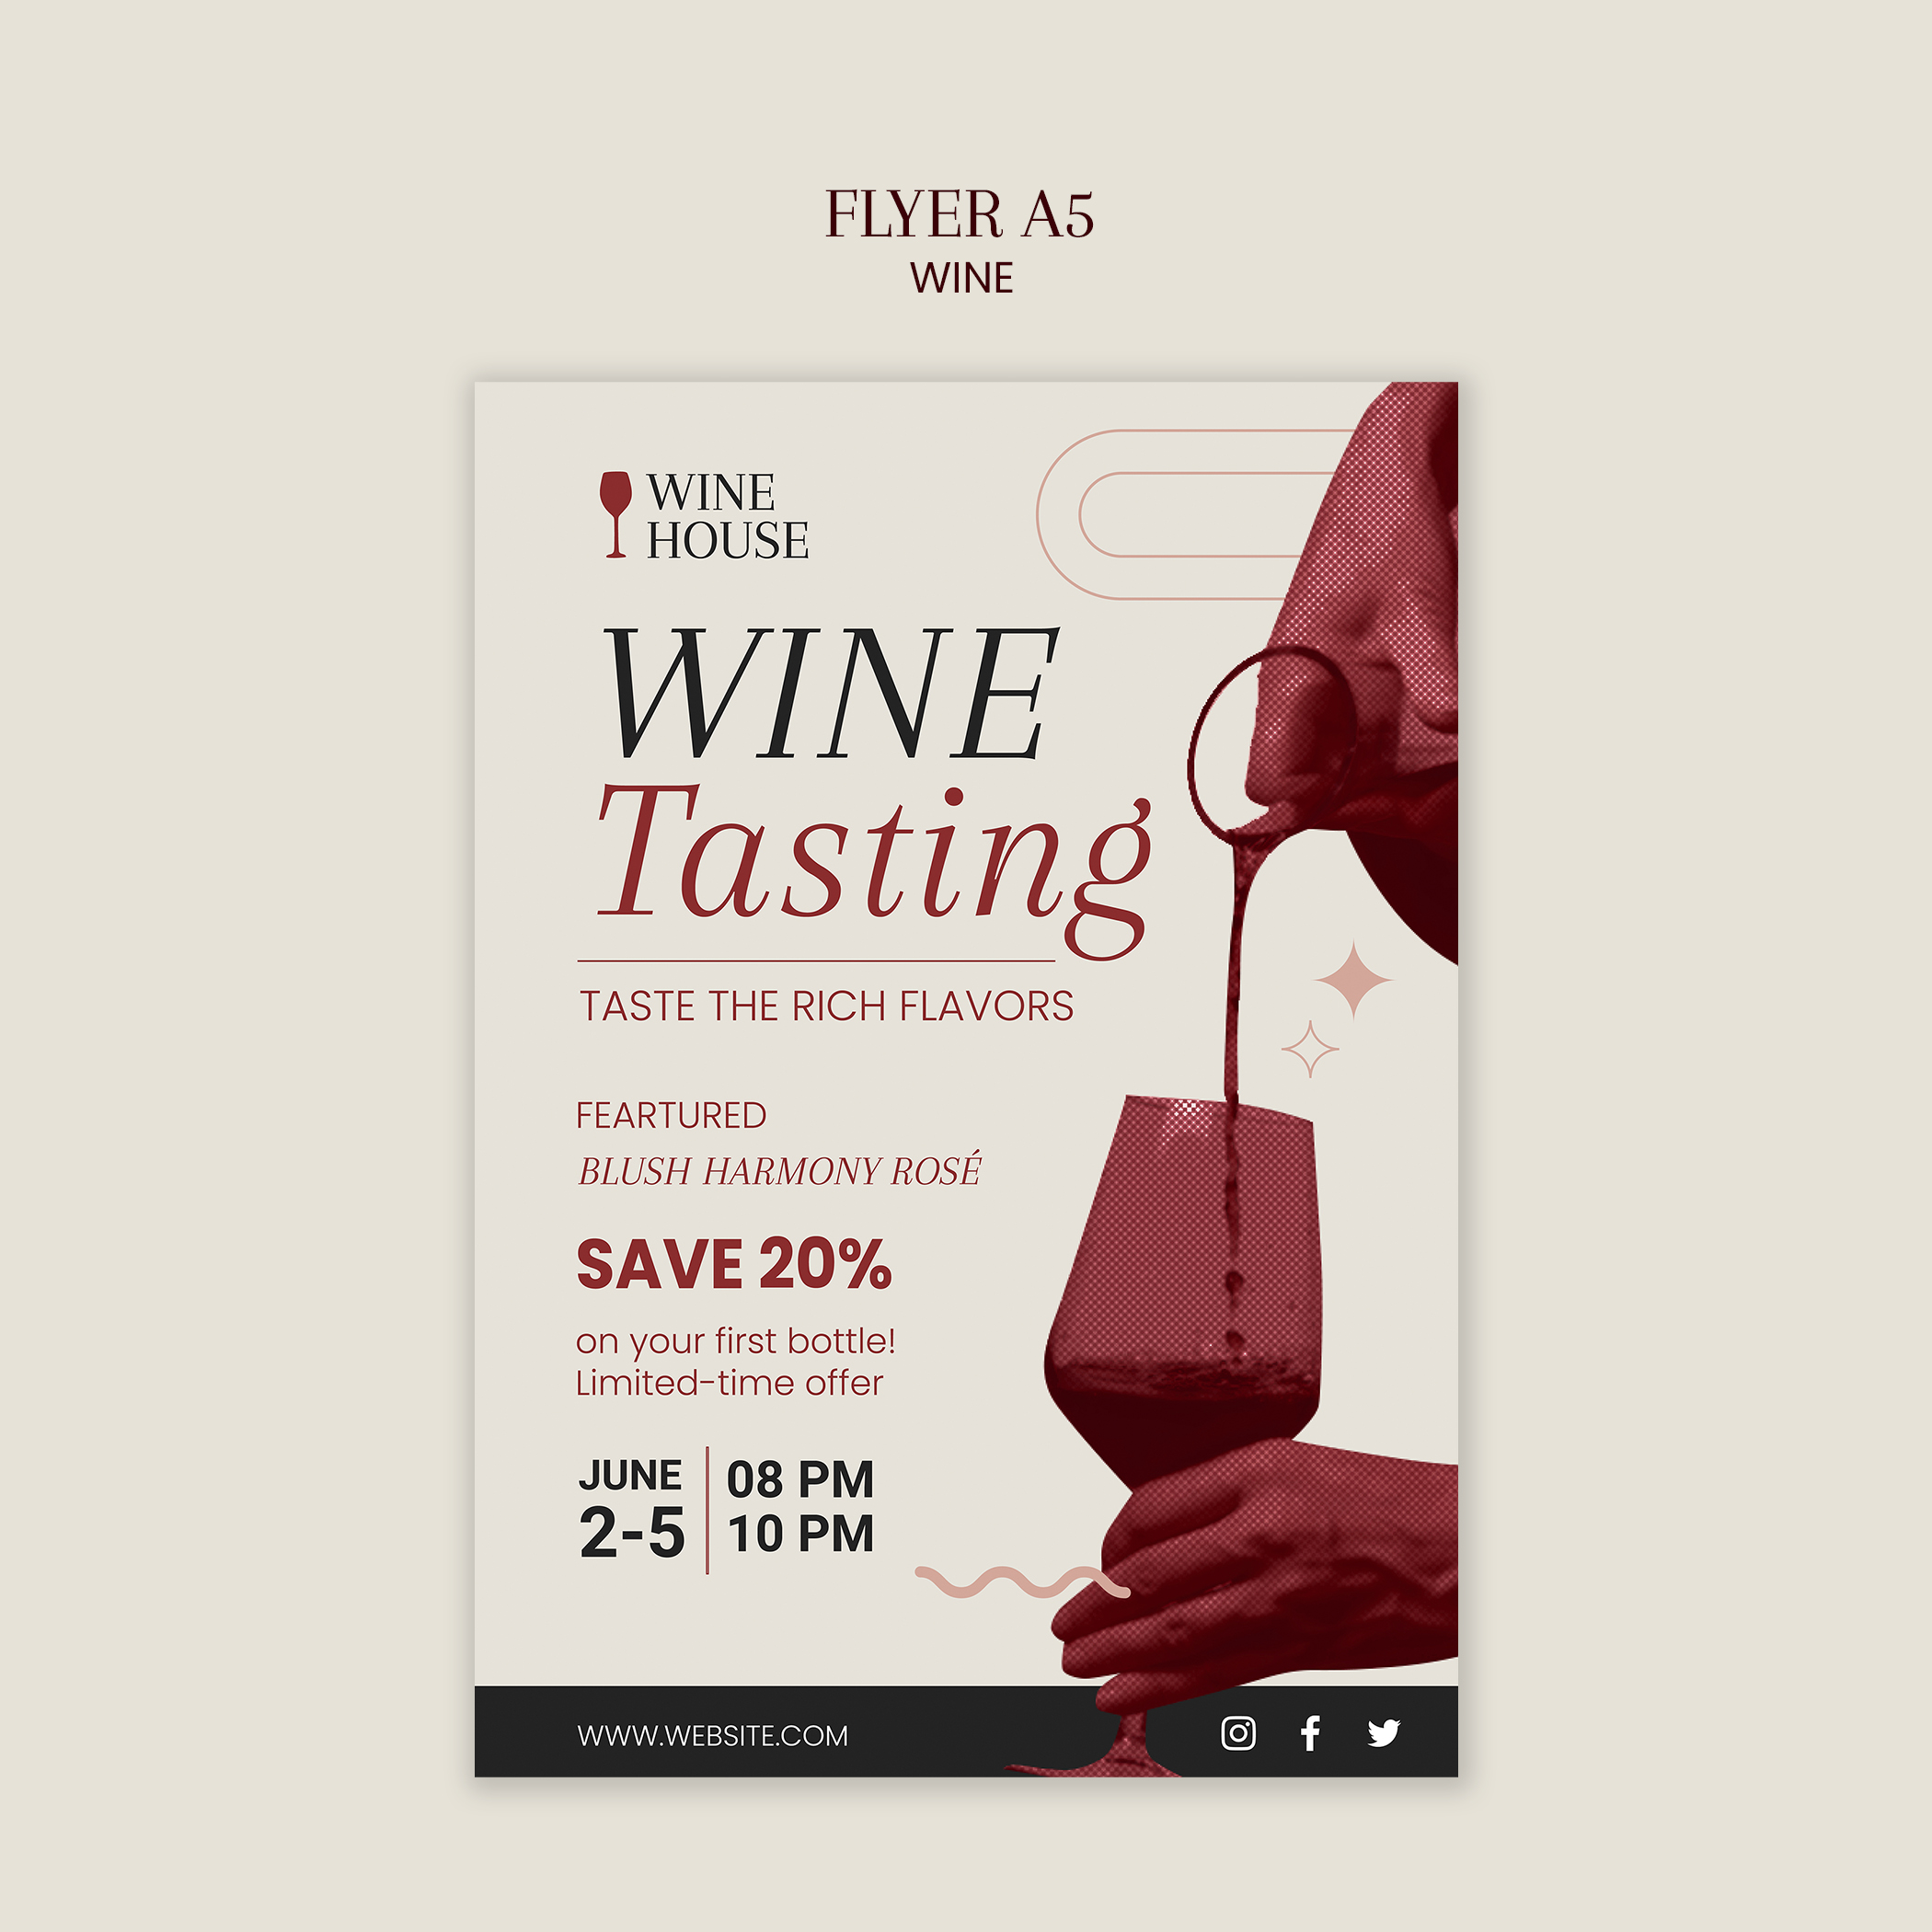 FLYER A5
WINE
WINE
HOUSE
WINE
Tasting
TASTE THE RICH FLAVORS
FEARTURED
BLUSH HARMONY ROSÉ
SAVE 20%
on your first bottle!
Limited-time offer
JUNE
2-5
08 PM
10 PM
WWW.WEBSITE.COM